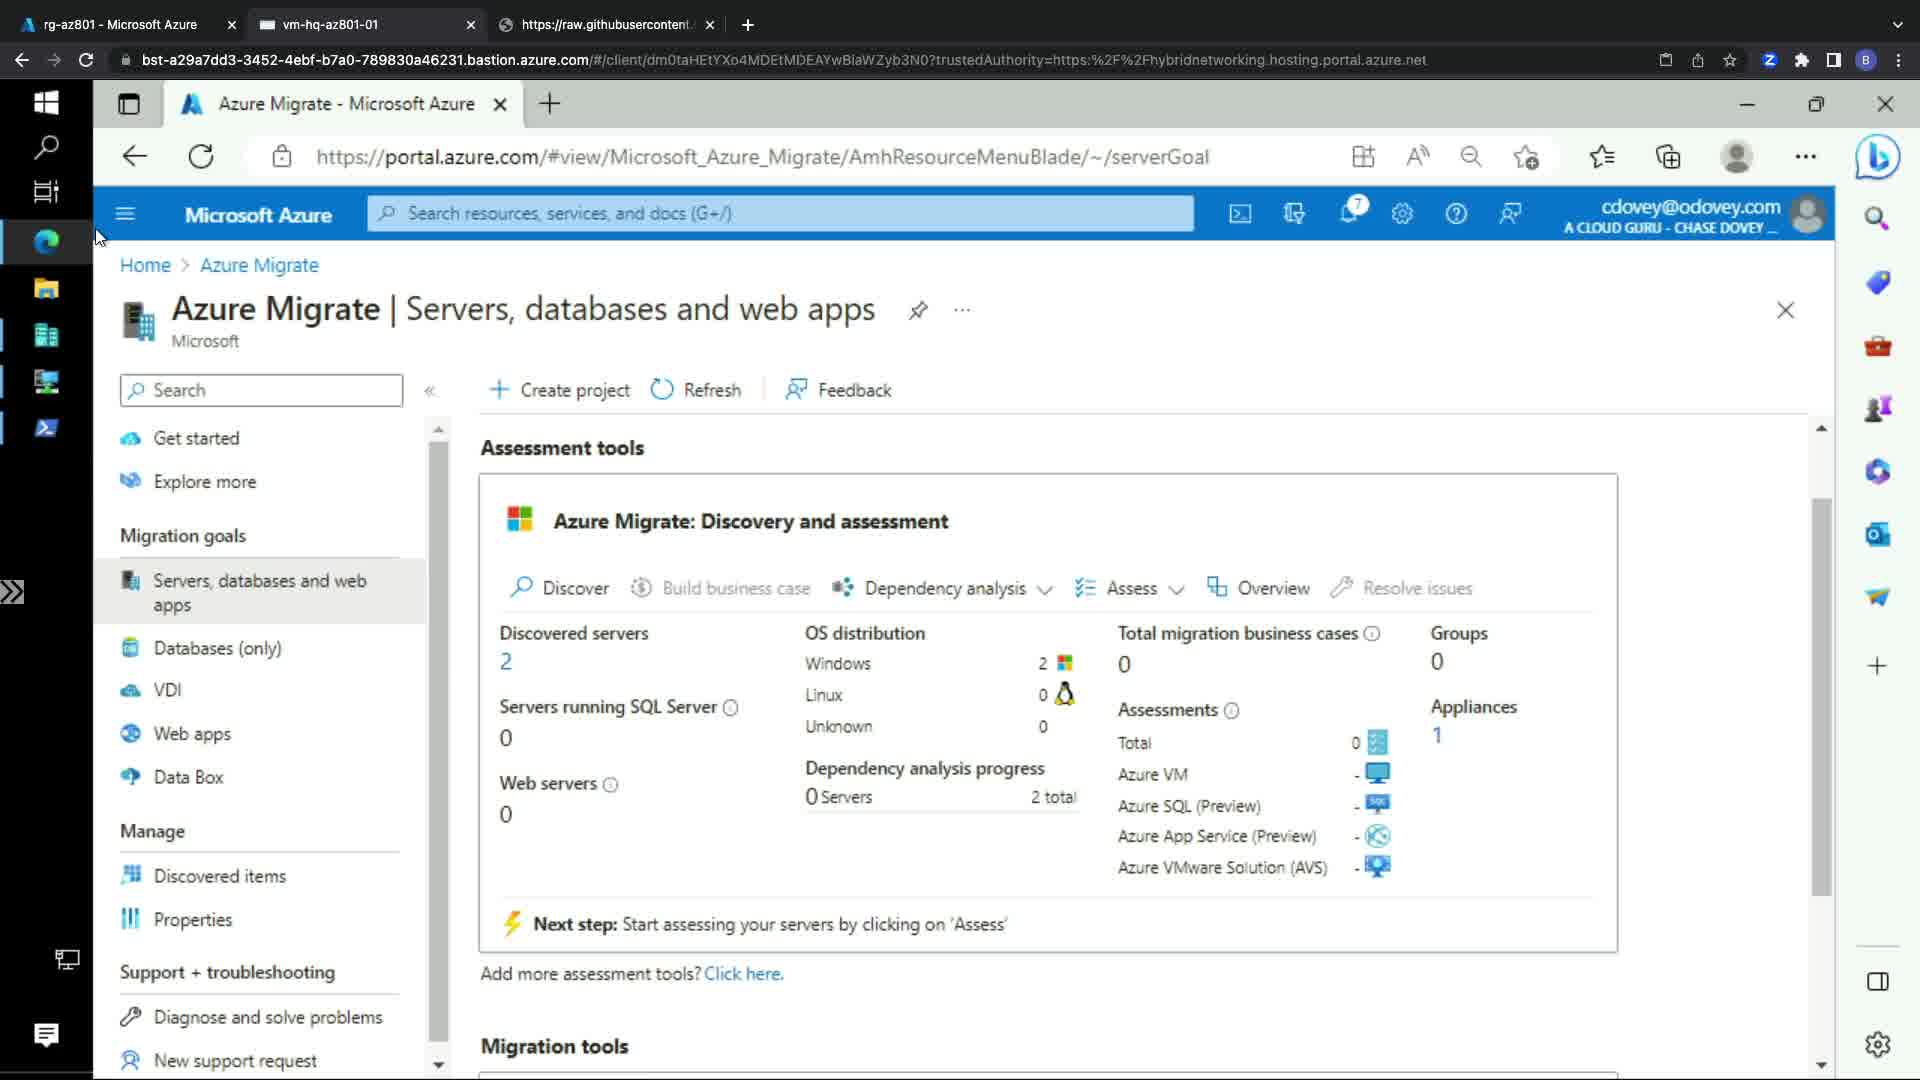 rg-az801 - Microsoft Azure
vm-hq-az801-01
https://raw.githubusercontent.
bst-a29a7dd3-3452-4ebf-b7a0-789830a46231.bastion.azure.com/#/client/dm0taHEtYXo4MDEtMDEAYwBiaWZyb3N0?trustedAuthority=https:%2F%2Fhybridnetworking.hosting.portal.azure.net
B
Azure Migrate - Microsoft Azure
https://portal.azure.com/#view/Microsoft_Azure_Migrate/AmhResourceMenuBlade/~/serverGoal
Microsoft Azure
Search resources, services, and docs (G+/)
7
cdovey@odovey.com
A CLOUD GURU - CHASE DOVEY ...
Home > Azure Migrate
Azure Migrate | Servers, databases and web apps
Microsoft
Search
Create project
Refresh
Feedback
Get started
Explore more
Migration goals
Servers, databases and web
apps
Databases (only)
VDI
Web apps
Data Box
Manage
Discovered items
Properties
Support + troubleshooting
Diagnose and solve problems
New support request
Assessment tools
Azure Migrate: Discovery and assessment
Discover
Build business case
Dependency analysis
Assess
Overview
Resolve issues
Discovered servers
2
Servers running SQL Server
0
Web servers
0
OS distribution
Windows 2
Linux 0
Unknown 0
Dependency analysis progress
0 Servers 2 total
Total migration business cases
0
Assessments
Total 0
Azure VM -
Azure SQL (Preview) -
Azure App Service (Preview) -
Azure VMware Solution (AVS) -
Groups
0
Appliances
1
Next step: Start assessing your servers by clicking on 'Assess'
Add more assessment tools? Click here.
Migration tools